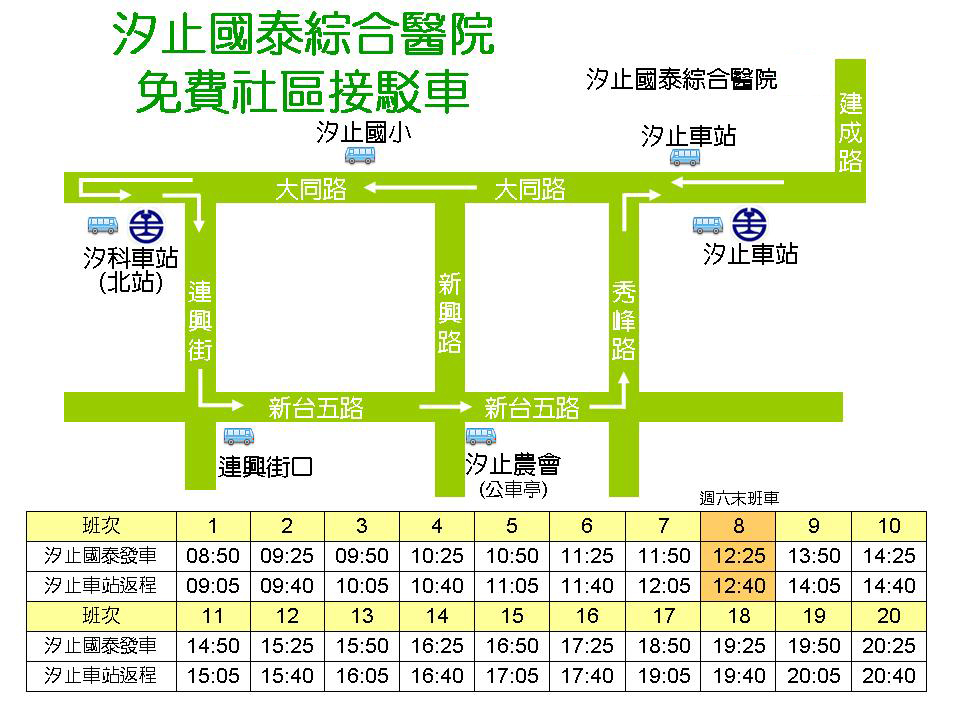 汐止國泰綜合醫院
免費社區接駁車
汐止國泰綜合醫院
建成路
汐止國小
汐止車站
大同路
大同路
汐科車站
(北站)
汐止車站
連興街
新興路
秀峰路
新台五路
新台五路
連興街口
汐止農會
(公車亭)
週六末班車
班次 1 2 3 4 5 6 7 8 9 10
汐止國泰發車 08:50 09:25 09:50 10:25 10:50 11:25 11:50 12:25 13:50 14:25
汐止車站返程 09:05 09:40 10:05 10:40 11:05 11:40 12:05 12:40 14:05 14:40
班次 11 12 13 14 15 16 17 18 19 20
汐止國泰發車 14:50 15:25 15:50 16:25 16:50 17:25 18:50 19:25 19:50 20:25
汐止車站返程 15:05 15:40 16:05 16:40 17:05 17:40 19:05 19:40 20:05 20:40